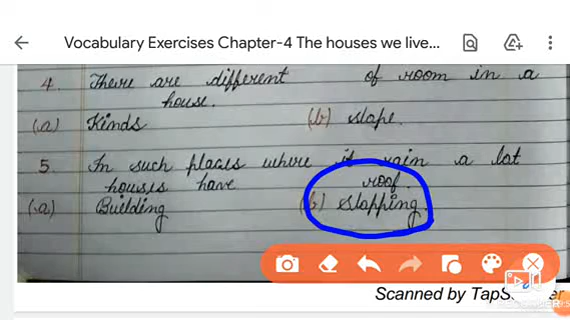 Vocabulary Exercises Chapter-4 The houses we live...
4. There are different of room in a
house.
(a) Kinds (b) slope.
5. In such places where it rain a lot
houses have roof.
(a) Building (b) slopping.
Scanned by TapSc